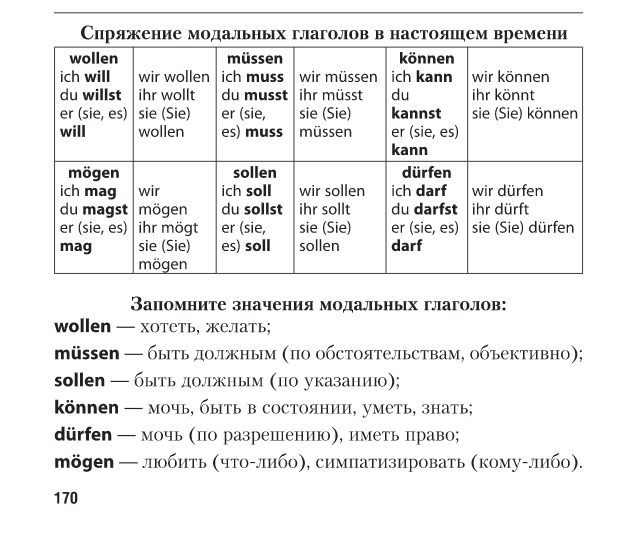 Спряжение модальных глаголов в настоящем времени
wollen
ich will
du willst
er (sie, es)
will
wir wollen
ihr wollt
sie (Sie)
wollen
müssen
ich muss
du musst
er (sie,
es) muss
wir müssen
ihr müsst
sie (Sie)
müssen
können
ich kann
du
kannst
er (sie, es)
kann
wir können
ihr könnt
sie (Sie) können
mögen
ich mag
du magst
er (sie, es)
mag
wir
mögen
ihr mögt
sie (Sie)
mögen
sollen
ich soll
du sollst
er (sie,
es) soll
wir sollen
ihr sollt
sie (Sie)
sollen
dürfen
ich darf
du darfst
er (sie, es)
darf
wir dürfen
ihr dürft
sie (Sie) dürfen
Запомните значения модальных глаголов:
wollen — хотеть, желать;
müssen — быть должным (по обстоятельствам, объективно);
sollen — быть должным (по указанию);
können — мочь, быть в состоянии, уметь, знать;
dürfen — мочь (по разрешению), иметь право;
mögen — любить (что-либо), симпатизировать (кому-либо).
170